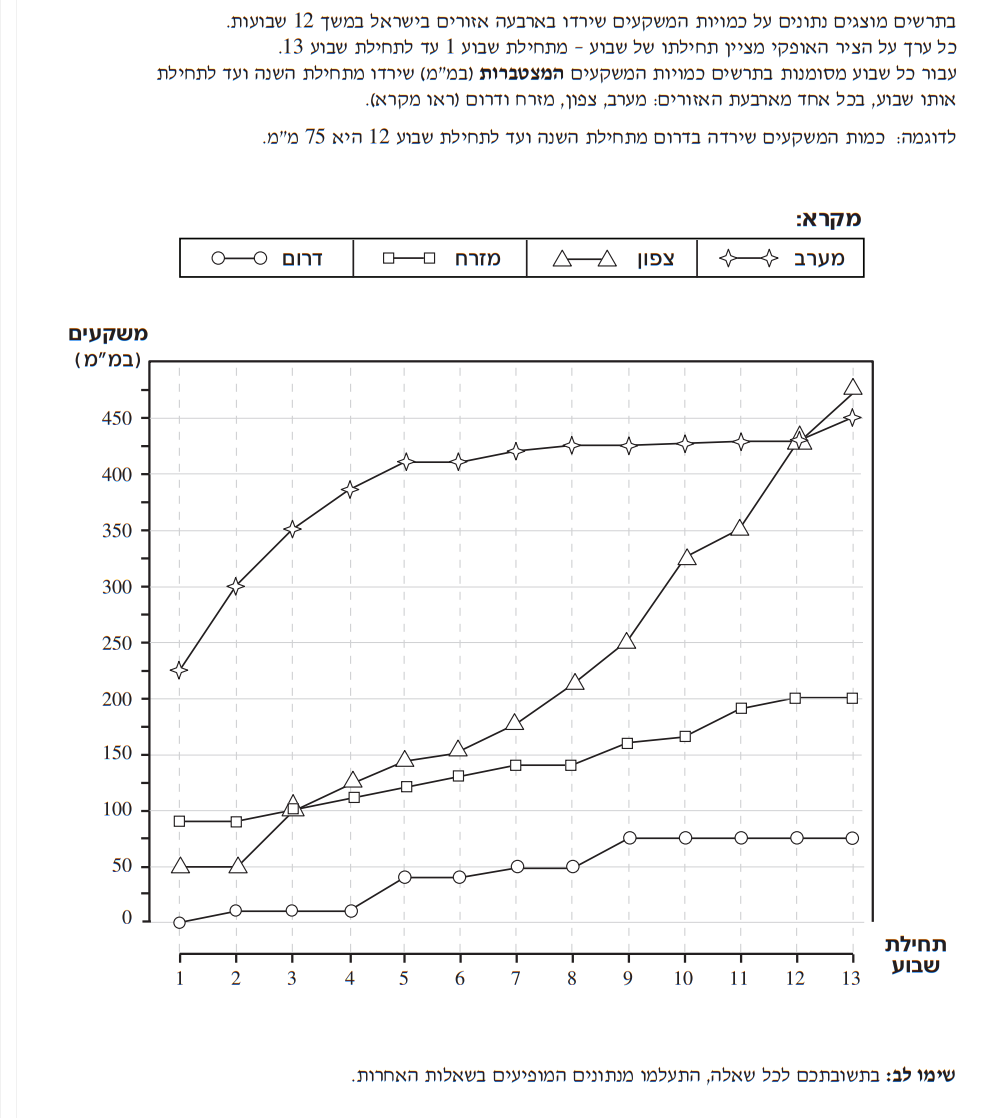 בתרשים מוצגים נתונים על כמויות המשקעים שירדו בארבעה אזורים בישראל במשך 12 שבועות.
כל ערך על הציר האופקי מציין תחילתו של שבוע – מתחילת שבוע 1 עד לתחילת שבוע 13.
עבור כל שבוע מסומנות בתרשים כמויות המשקעים המצטברות (במ"מ) שירדו מתחילת השנה ועד לתחילת
אותו שבוע, בכל אחד מארבעת האזורים: מערב, צפון, מזרח ודרום (ראו מקרא).
לדוגמה: כמות המשקעים שירדה בדרום מתחילת השנה ועד לתחילת שבוע 12 היא 75 מ"מ.
מקרא:
מערב צפון מזרח דרום
משקעים
(במ"מ)
450
400
350
300
250
200
150
100
50
0
1 2 3 4 5 6 7 8 9 10 11 12 13
תחילת
שבוע
שימו לב: בתשובתכם לכל שאלה, התעלמו מנתונים המופיעים בשאלות האחרות.